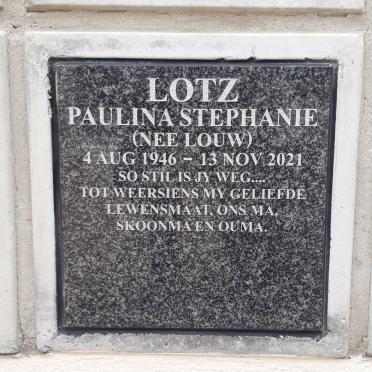 LOTZ
PAULINA STEPHANIE
(NEE LOUW)
4 AUG 1946 - 13 NOV 2021
SO STIL IS JY WEG....
TOT WEERSIENS MY GELIEFDE
LEWENSMAAT, ONS MA,
SKOONMA EN OUMA.